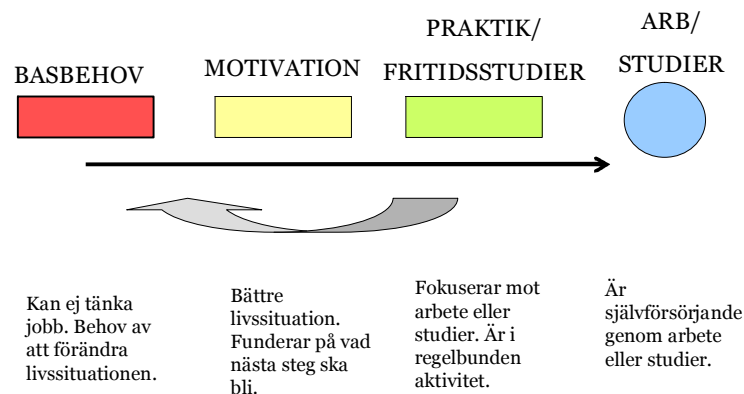 BASBEHOV
MOTIVATION
PRAKTIK/
FRITIDSSTUDIER
ARB/
STUDIER
Kan ej tänka
jobb. Behov av
att förändra
livssituationen.
Bättre
livssituation.
Funderar på vad
nästa steg ska
bli.
Fokuserar mot
arbete eller
studier. Är i
regelbunden
aktivitet.
Är
självförsörjande
genom arbete
eller studier.